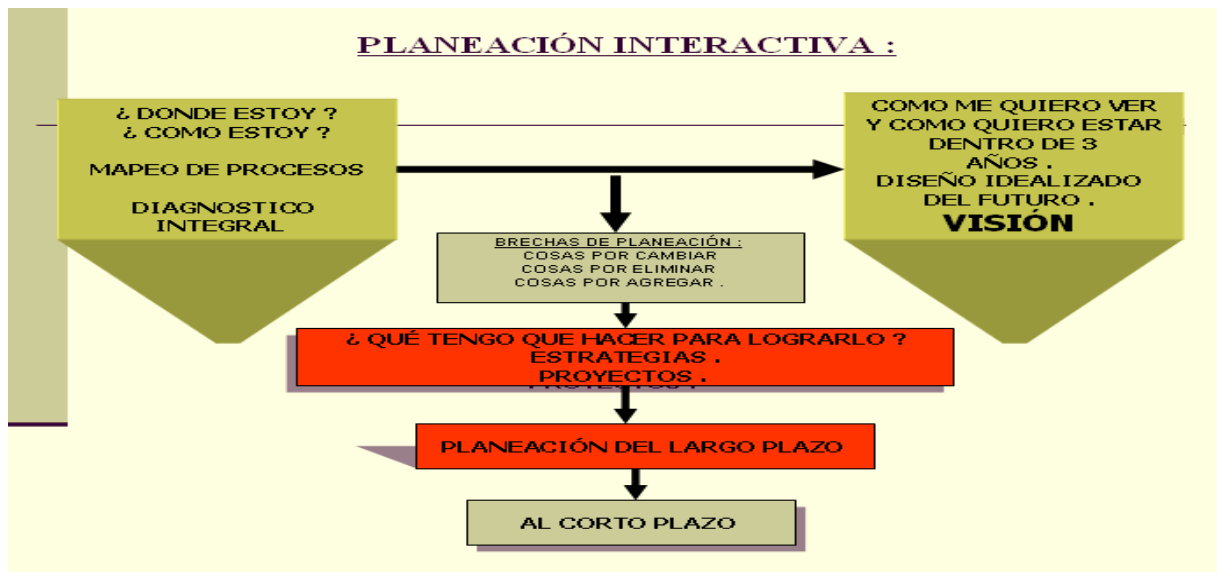 PLANEACIÓN INTERACTIVA :
¿ DONDE ESTOY ?
¿ COMO ESTOY ?
MAPEO DE PROCESOS
DIAGNOSTICO
INTEGRAL
COMO ME QUIERO VER
Y COMO QUIERO ESTAR
DENTRO DE 3
AÑOS .
DISEÑO IDEALIZADO
DEL FUTURO .
VISIÓN
BRECHAS DE PLANEACIÓN :
COSAS POR CAMBIAR
COSAS POR ELIMINAR
COSAS POR AGREGAR .
¿ QUÉ TENGO QUE HACER PARA LOGRARLO ?
ESTRATEGIAS .
PROYECTOS .
PLANEACIÓN DEL LARGO PLAZO
AL CORTO PLAZO